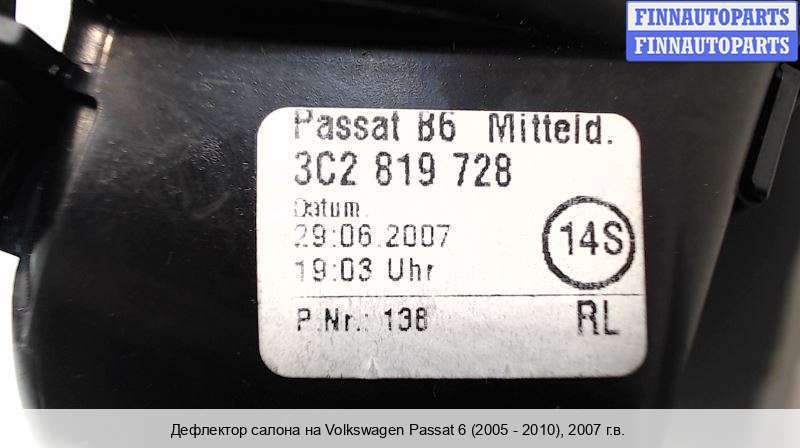 FINNAUTOPARTS
FINNAUTOPARTS
Passat B6 Mitteld.
3C2 819 728
Datum.
29:06.2007
14S
19:03 Uhr
P.Nr.: 138
RL
Дефлектор салона на Volkswagen Passat 6 (2005 - 2010), 2007 г.в.